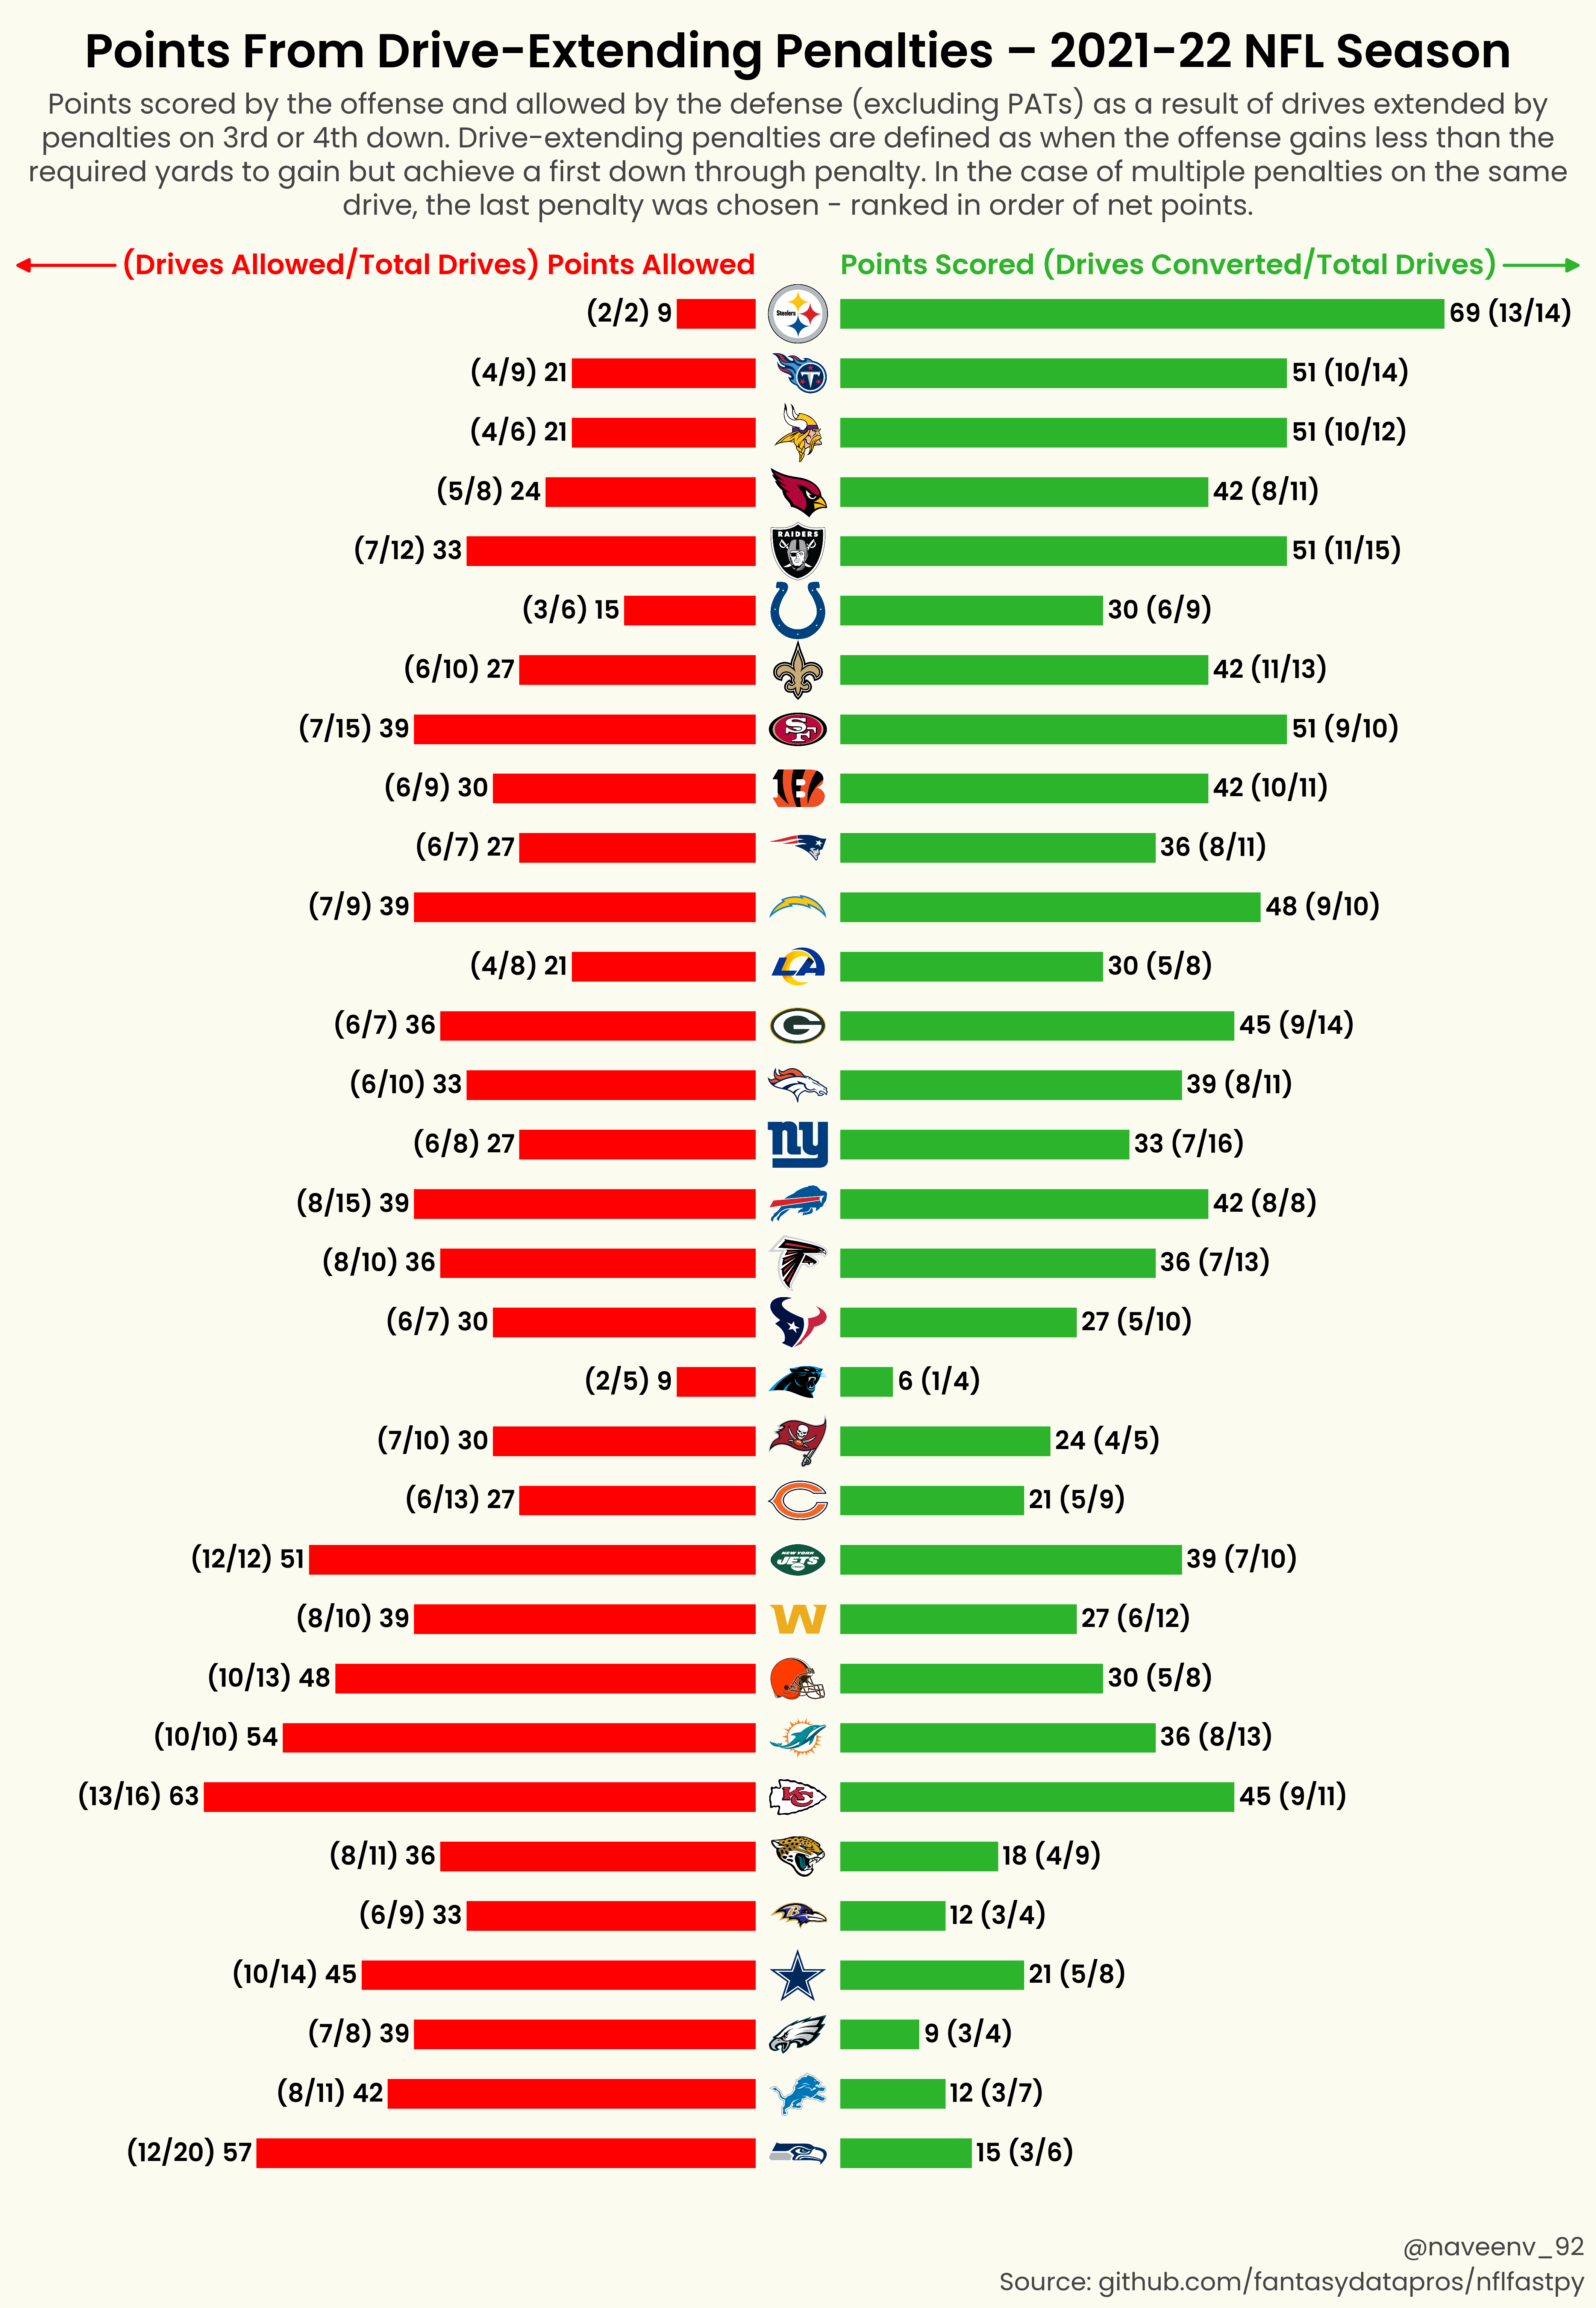 Points From Drive-Extending Penalties – 2021-22 NFL Season
Points scored by the offense and allowed by the defense (excluding PATs) as a result of drives extended by
penalties on 3rd or 4th down. Drive-extending penalties are defined as when the offense gains less than the
required yards to gain but achieve a first down through penalty. In the case of multiple penalties on the same
drive, the last penalty was chosen - ranked in order of net points.
(Drives Allowed/Total Drives) Points Allowed Points Scored (Drives Converted/Total Drives)
(2/2) 9 Steelers 69 (13/14)
(4/9) 21 T 51 (10/14)
(4/6) 21 51 (10/12)
(5/8) 24 42 (8/11)
(7/12) 33 RAIDERS 51 (11/15)
(3/6) 15 30 (6/9)
(6/10) 27 42 (11/13)
(7/15) 39 SF 51 (9/10)
(6/9) 30 B 42 (10/11)
(6/7) 27 36 (8/11)
(7/9) 39 48 (9/10)
(4/8) 21 LA 30 (5/8)
(6/7) 36 G 45 (9/14)
(6/10) 33 39 (8/11)
(6/8) 27 ny 33 (7/16)
(8/15) 39 42 (8/8)
(8/10) 36 36 (7/13)
(6/7) 30 27 (5/10)
(2/5) 9 6 (1/4)
(7/10) 30 24 (4/5)
(6/13) 27 C 21 (5/9)
(12/12) 51 NEW YORK JETS 39 (7/10)
(8/10) 39 W 27 (6/12)
(10/13) 48 30 (5/8)
(10/10) 54 36 (8/13)
(13/16) 63 KC 45 (9/11)
(8/11) 36 18 (4/9)
(6/9) 33 B 12 (3/4)
(10/14) 45 21 (5/8)
(7/8) 39 9 (3/4)
(8/11) 42 12 (3/7)
(12/20) 57 15 (3/6)
@naveenv_92
Source: github.com/fantasydatapros/nflfastpy